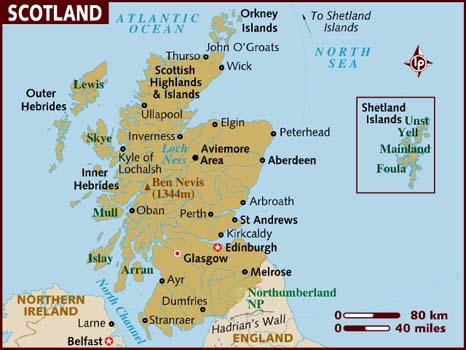 SCOTLAND
ATLANTIC
OCEAN
Orkney
Islands
To Shetland
Islands
John O'Groats
Thurso
Wick
NORTH
SEA
LP
Scottish
Highlands
& Islands
Lewis
Outer
Hebrides
Ullapool
Shetland
Islands
Unst
Yell
Mainland
Foula
Elgin
Peterhead
Skye
Inverness
Loch
Ness
Kyle of
Lochalsh
Aviemore
Area
Aberdeen
Inner
Hebrides
Ben Nevis
(1344m)
Arbroath
Mull
Oban
Perth
St Andrews
Kirkcaldy
Edinburgh
Islay
Glasgow
Arran
Ayr
Melrose
Northumberland
NP
North Channel
Dumfries
NORTHERN
IRELAND
Larne
Stranraer
Hadrian's Wall
Belfast
ENGLAND
0
80 km
0
40 miles